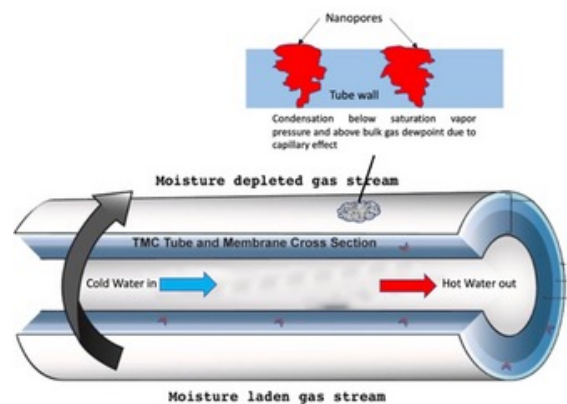 Nanopores
Tube wall
Condensation below saturation vapor
pressure and above bulk gas dewpoint due to
capillary effect
Moisture depleted gas stream
TMC Tube and Membrane Cross Section
Cold Water in
Hot Water out
Moisture laden gas stream